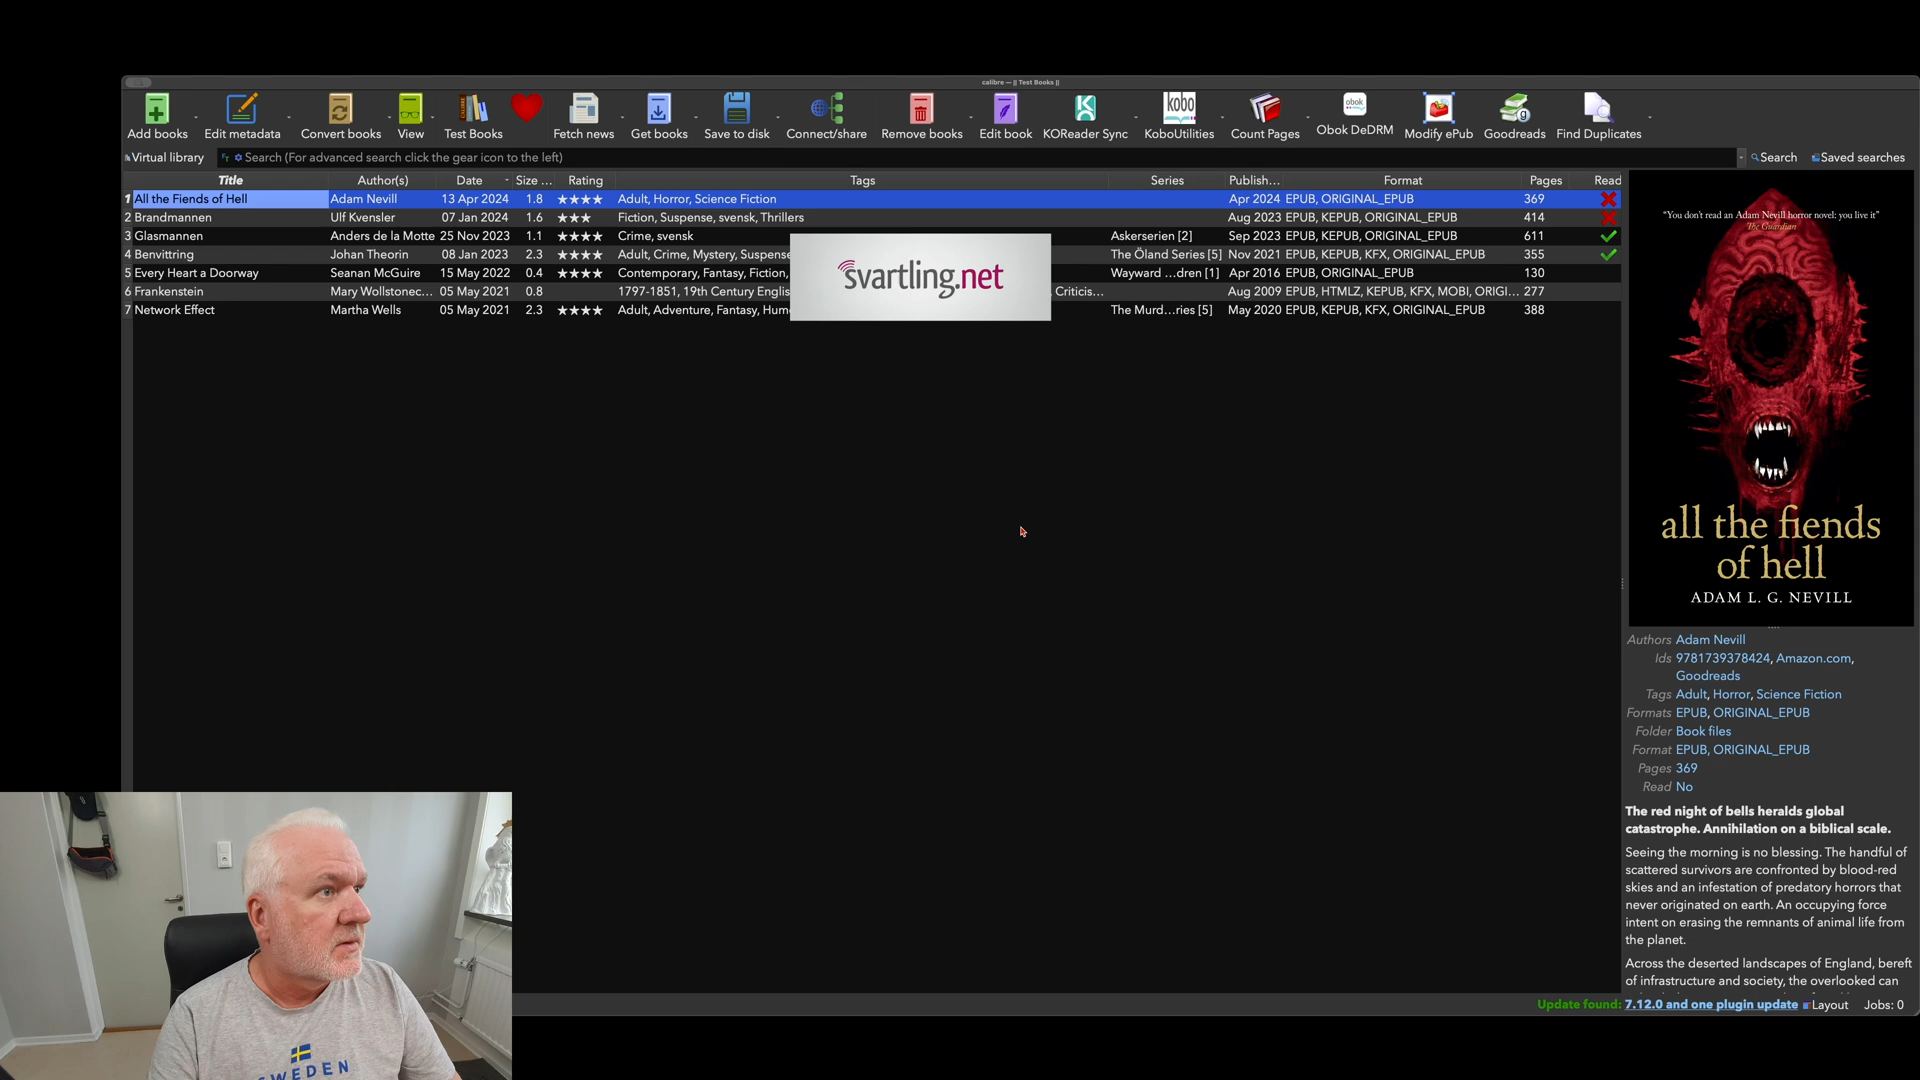 calibre — || Test Books ||
Add books
Edit metadata
Convert books
View
Test Books
Fetch news
Get books
Save to disk
Connect/share
Remove books
Edit book
KOReader Sync
kobo
KoboUtilities
Count Pages
obok
Obok DeDRM
Modify ePub
Goodreads
Find Duplicates
Virtual library
Search (For advanced search click the gear icon to the left)
Search
Saved searches
Title Author(s) Date Size ... Rating Tags Series Publish... Format Pages Read
1 All the Fiends of Hell Adam Nevill 13 Apr 2024 1.8 ★★★★ Adult, Horror, Science Fiction Apr 2024 EPUB, ORIGINAL_EPUB 369
2 Brandmannen Ulf Kvensler 07 Jan 2024 1.6 ★★★ Fiction, Suspense, svensk, Thrillers Aug 2023 EPUB, KEPUB, ORIGINAL_EPUB 414
3 Glasmannen Anders de la Motte 25 Nov 2023 1.1 ★★★★ Crime, svensk Askerserien [2] Sep 2023 EPUB, KEPUB, ORIGINAL_EPUB 611
4 Benvittring Johan Theorin 08 Jan 2023 2.3 ★★★★ Adult, Crime, Mystery, Suspense The Öland Series [5] Nov 2021 EPUB, KEPUB, KFX, ORIGINAL_EPUB 355
5 Every Heart a Doorway Seanan McGuire 15 May 2022 0.4 ★★★★ Contemporary, Fantasy, Fiction, Wayward ...dren [1] Apr 2016 EPUB, ORIGINAL_EPUB 130
6 Frankenstein Mary Wollstonec... 05 May 2021 0.8 1797-1851, 19th Century Englis Criticis... Aug 2009 EPUB, HTMLZ, KEPUB, KFX, MOBI, ORIGI... 277
7 Network Effect Martha Wells 05 May 2021 2.3 ★★★★ Adult, Adventure, Fantasy, Hum The Murd...ries [5] May 2020 EPUB, KEPUB, KFX, ORIGINAL_EPUB 388
svartling.net
"You don't read an Adam Nevill horror novel: you live it"
The Guardian
all the fiends
of hell
ADAM L. G. NEVILL
Authors Adam Nevill
Ids 9781739378424, Amazon.com,
Goodreads
Tags Adult, Horror, Science Fiction
Formats EPUB, ORIGINAL_EPUB
Folder Book files
Format EPUB, ORIGINAL_EPUB
Pages 369
Read No
The red night of bells heralds global
catastrophe. Annihilation on a biblical scale.
Seeing the morning is no blessing. The handful of
scattered survivors are confronted by blood-red
skies and an infestation of predatory horrors that
never originated on earth. An occupying force
intent on erasing the remnants of animal life from
the planet.
Across the deserted landscapes of England, bereft
of infrastructure and society, the overlooked can
Update found: 7.12.0 and one plugin update Layout Jobs: 0
SWEDEN